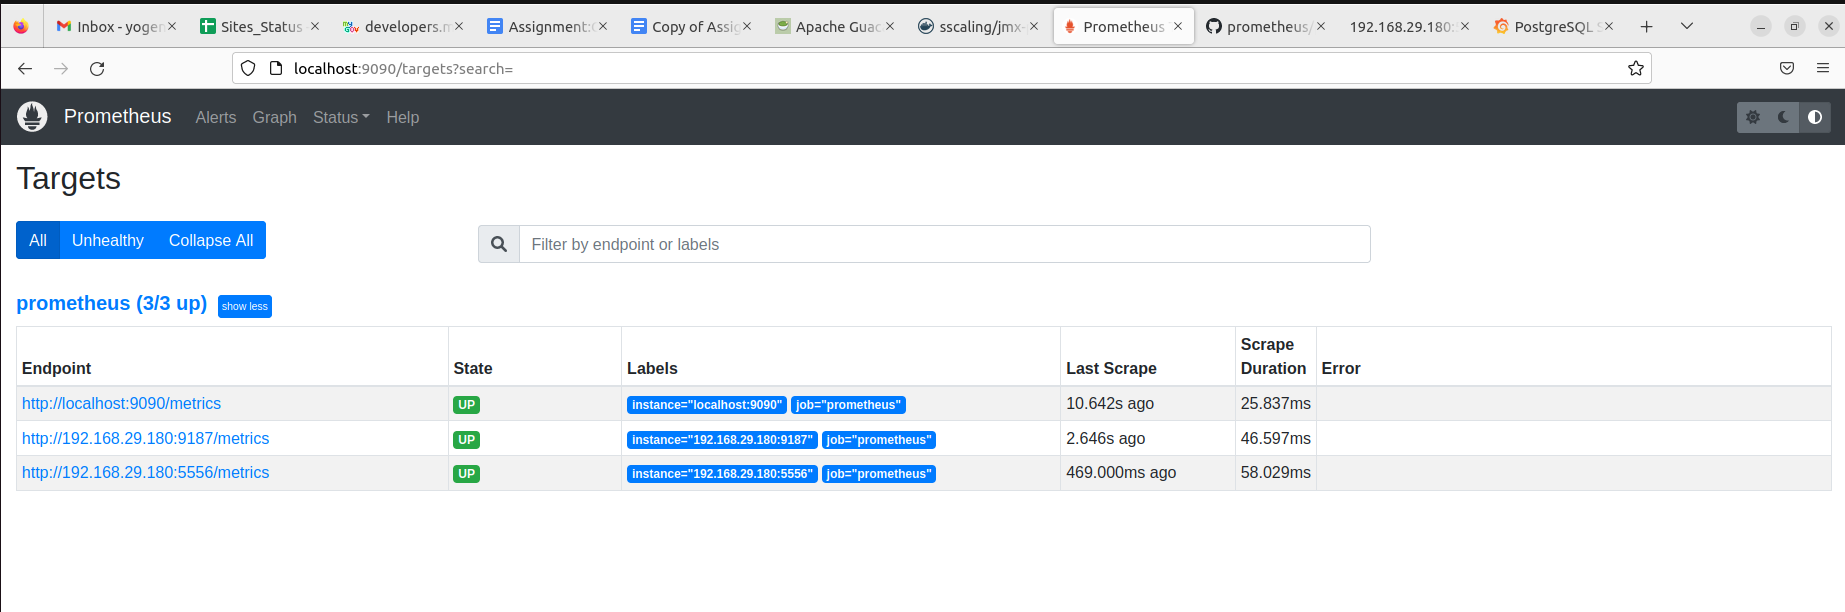 Inbox - yogen
Sites_Status
developers.m
Assignment:
Copy of Assig
Apache Guac
sscaling/jmx-
Prometheus
prometheus/
192.168.29.180:
PostgreSQL S
localhost:9090/targets?search=
Prometheus Alerts Graph Status Help
Targets
All Unhealthy Collapse All
Filter by endpoint or labels
prometheus (3/3 up) show less
Endpoint State Labels Last Scrape Scrape Duration Error
http://localhost:9090/metrics UP instance="localhost:9090" job="prometheus" 10.642s ago 25.837ms
http://192.168.29.180:9187/metrics UP instance="192.168.29.180:9187" job="prometheus" 2.646s ago 46.597ms
http://192.168.29.180:5556/metrics UP instance="192.168.29.180:5556" job="prometheus" 469.000ms ago 58.029ms